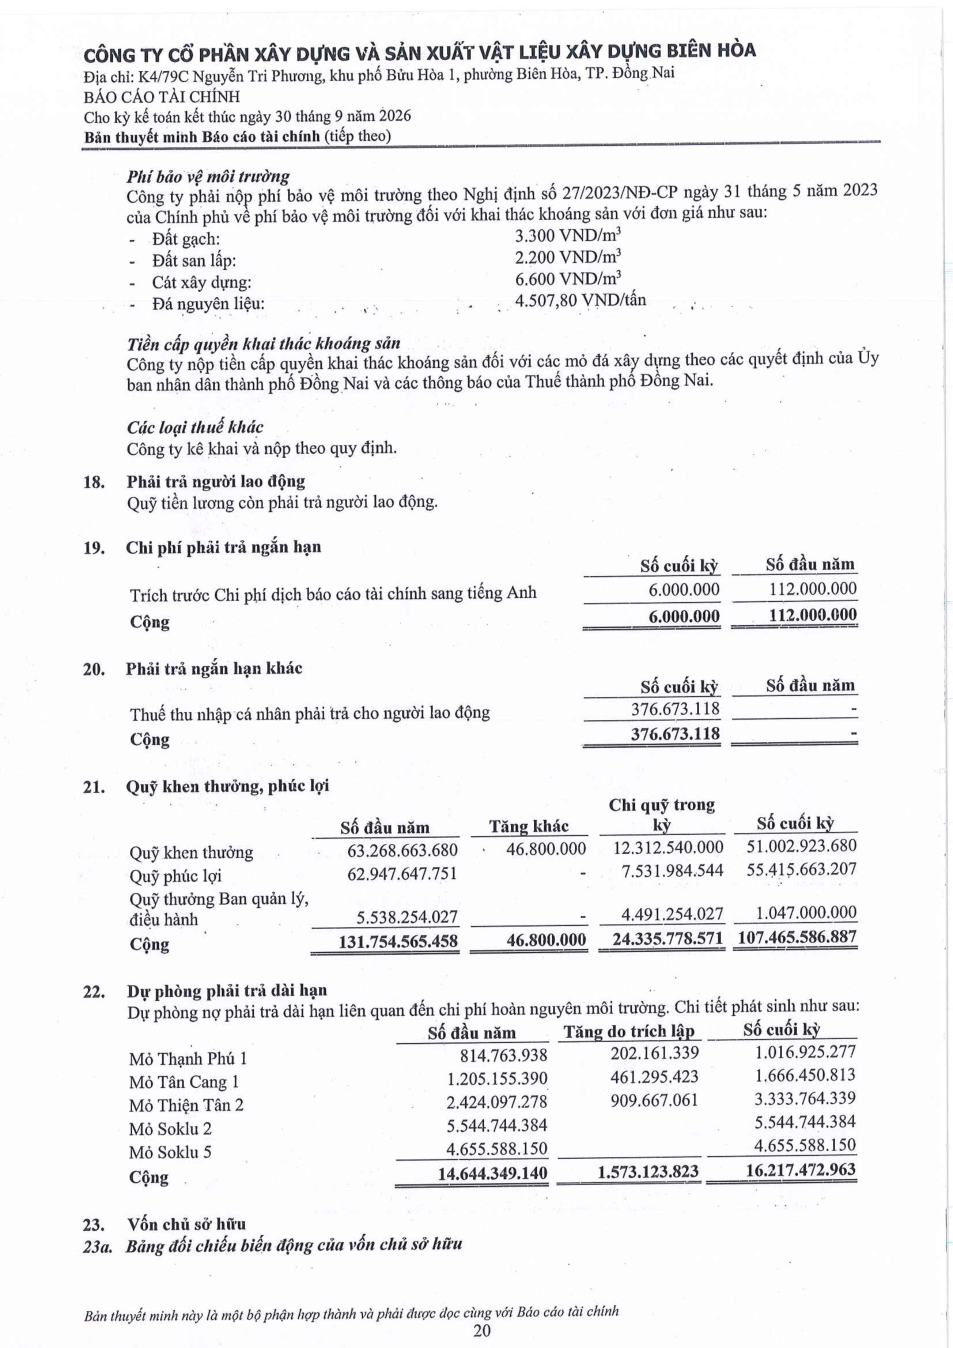 CÔNG TY CỔ PHẦN XÂY DỰNG VÀ SẢN XUẤT VẬT LIỆU XÂY DỰNG BIÊN HÒA
Địa chỉ: K4/79C Nguyễn Tri Phương, khu phố Bửu Hòa 1, phường Biên Hòa, TP. Đồng Nai
BÁO CÁO TÀI CHÍNH
Cho kỳ kế toán kết thúc ngày 30 tháng 9 năm 2026
Bản thuyết minh Báo cáo tài chính (tiếp theo)
Phí bảo vệ môi trường
Công ty phải nộp phí bảo vệ môi trường theo Nghị định số 27/2023/NĐ-CP ngày 31 tháng 5 năm 2023
của Chính phủ về phí bảo vệ môi trường đối với khai thác khoáng sản với đơn giá như sau:
- Đất gạch: 3.300 VND/m³
- Đất san lấp: 2.200 VND/m³
- Cát xây dựng: 6.600 VND/m³
- Đá nguyên liệu: 4.507,80 VND/tấn
Tiền cấp quyền khai thác khoáng sản
Công ty nộp tiền cấp quyền khai thác khoáng sản đối với các mỏ đá xây dựng theo các quyết định của Ủy
ban nhân dân thành phố Đồng Nai và các thông báo của Thuế thành phố Đồng Nai.
Các loại thuế khác
Công ty kê khai và nộp theo quy định.
18. Phải trả người lao động
Quỹ tiền lương còn phải trả người lao động.
19. Chi phí phải trả ngắn hạn
Số cuối kỳ Số đầu năm
Trích trước Chi phí dịch báo cáo tài chính sang tiếng Anh 6.000.000 112.000.000
Cộng 6.000.000 112.000.000
20. Phải trả ngắn hạn khác
Số cuối kỳ Số đầu năm
Thuế thu nhập cá nhân phải trả cho người lao động 376.673.118 -
Cộng 376.673.118 -
21. Quỹ khen thưởng, phúc lợi
Chi quỹ trong
Số đầu năm Tăng khác kỳ Số cuối kỳ
Quỹ khen thưởng 63.268.663.680 46.800.000 12.312.540.000 51.002.923.680
Quỹ phúc lợi 62.947.647.751 - 7.531.984.544 55.415.663.207
Quỹ thưởng Ban quản lý,
điều hành 5.538.254.027 - 4.491.254.027 1.047.000.000
Cộng 131.754.565.458 46.800.000 24.335.778.571 107.465.586.887
22. Dự phòng phải trả dài hạn
Dự phòng nợ phải trả dài hạn liên quan đến chi phí hoàn nguyên môi trường. Chi tiết phát sinh như sau:
Số đầu năm Tăng do trích lập Số cuối kỳ
Mỏ Thạnh Phú 1 814.763.938 202.161.339 1.016.925.277
Mỏ Tân Cang 1 1.205.155.390 461.295.423 1.666.450.813
Mỏ Thiện Tân 2 2.424.097.278 909.667.061 3.333.764.339
Mỏ Soklu 2 5.544.744.384 5.544.744.384
Mỏ Soklu 5 4.655.588.150 4.655.588.150
Cộng 14.644.349.140 1.573.123.823 16.217.472.963
23. Vốn chủ sở hữu
23a. Bảng đối chiếu biến động của vốn chủ sở hữu
Bản thuyết minh này là một bộ phận hợp thành và phải được đọc cùng với Báo cáo tài chính
20